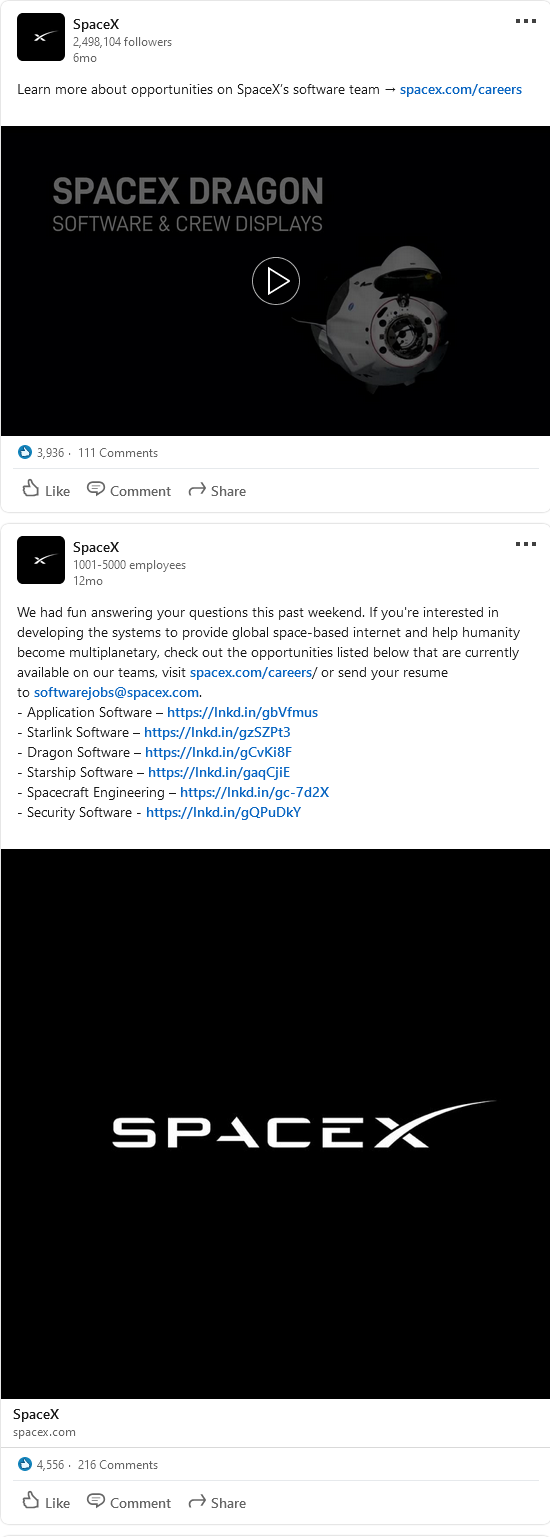 SpaceX
2,498,104 followers
6mo
Learn more about opportunities on SpaceX's software team → spacex.com/careers
SPACEX DRAGON
SOFTWARE & CREW DISPLAYS
3,936 · 111 Comments
Like Comment Share
SpaceX
1001-5000 employees
12mo
We had fun answering your questions this past weekend. If you're interested in
developing the systems to provide global space-based internet and help humanity
become multiplanetary, check out the opportunities listed below that are currently
available on our teams, visit spacex.com/careers/ or send your resume
to softwarejobs@spacex.com.
- Application Software – https://lnkd.in/gbVfmus
- Starlink Software – https://lnkd.in/gzSZPt3
- Dragon Software – https://lnkd.in/gCvKi8F
- Starship Software – https://lnkd.in/gaqCjiE
- Spacecraft Engineering – https://lnkd.in/gc-7d2X
- Security Software - https://lnkd.in/gQPuDkY
SPACEX
SpaceX
spacex.com
4,556 · 216 Comments
Like Comment Share